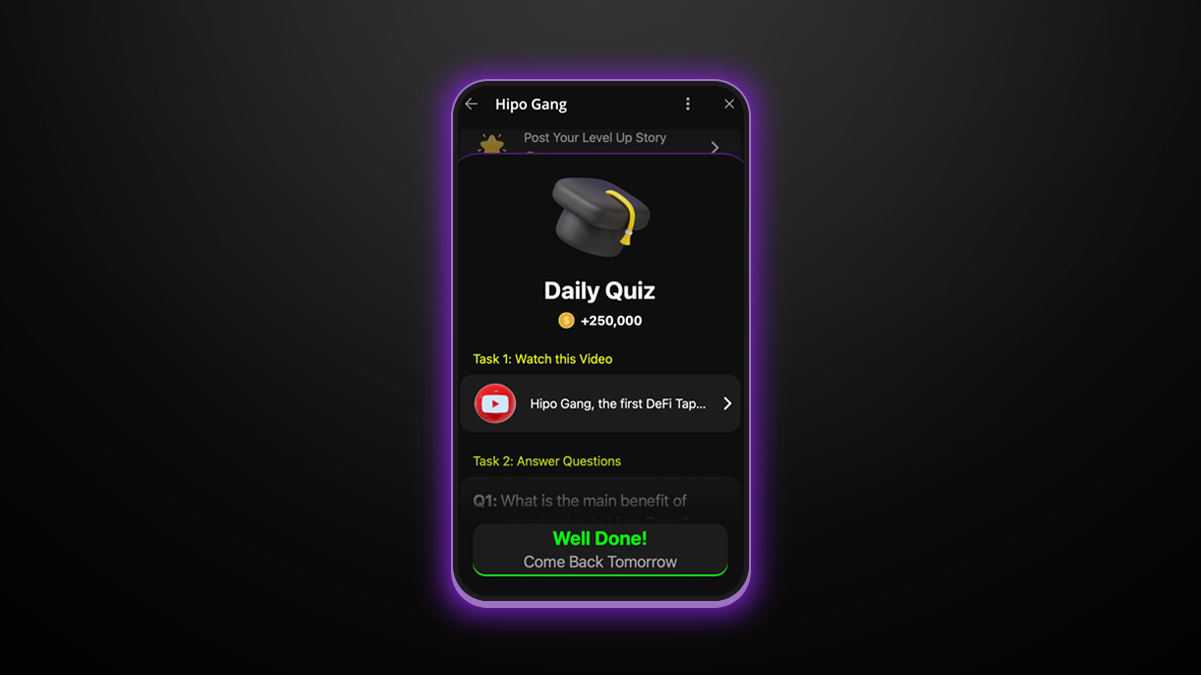 Hipo Gang
Post Your Level Up Story
Daily Quiz
+250,000
Task 1: Watch this Video
Hipo Gang, the first DeFi Tap...
Task 2: Answer Questions
Q1: What is the main benefit of
Well Done!
Come Back Tomorrow